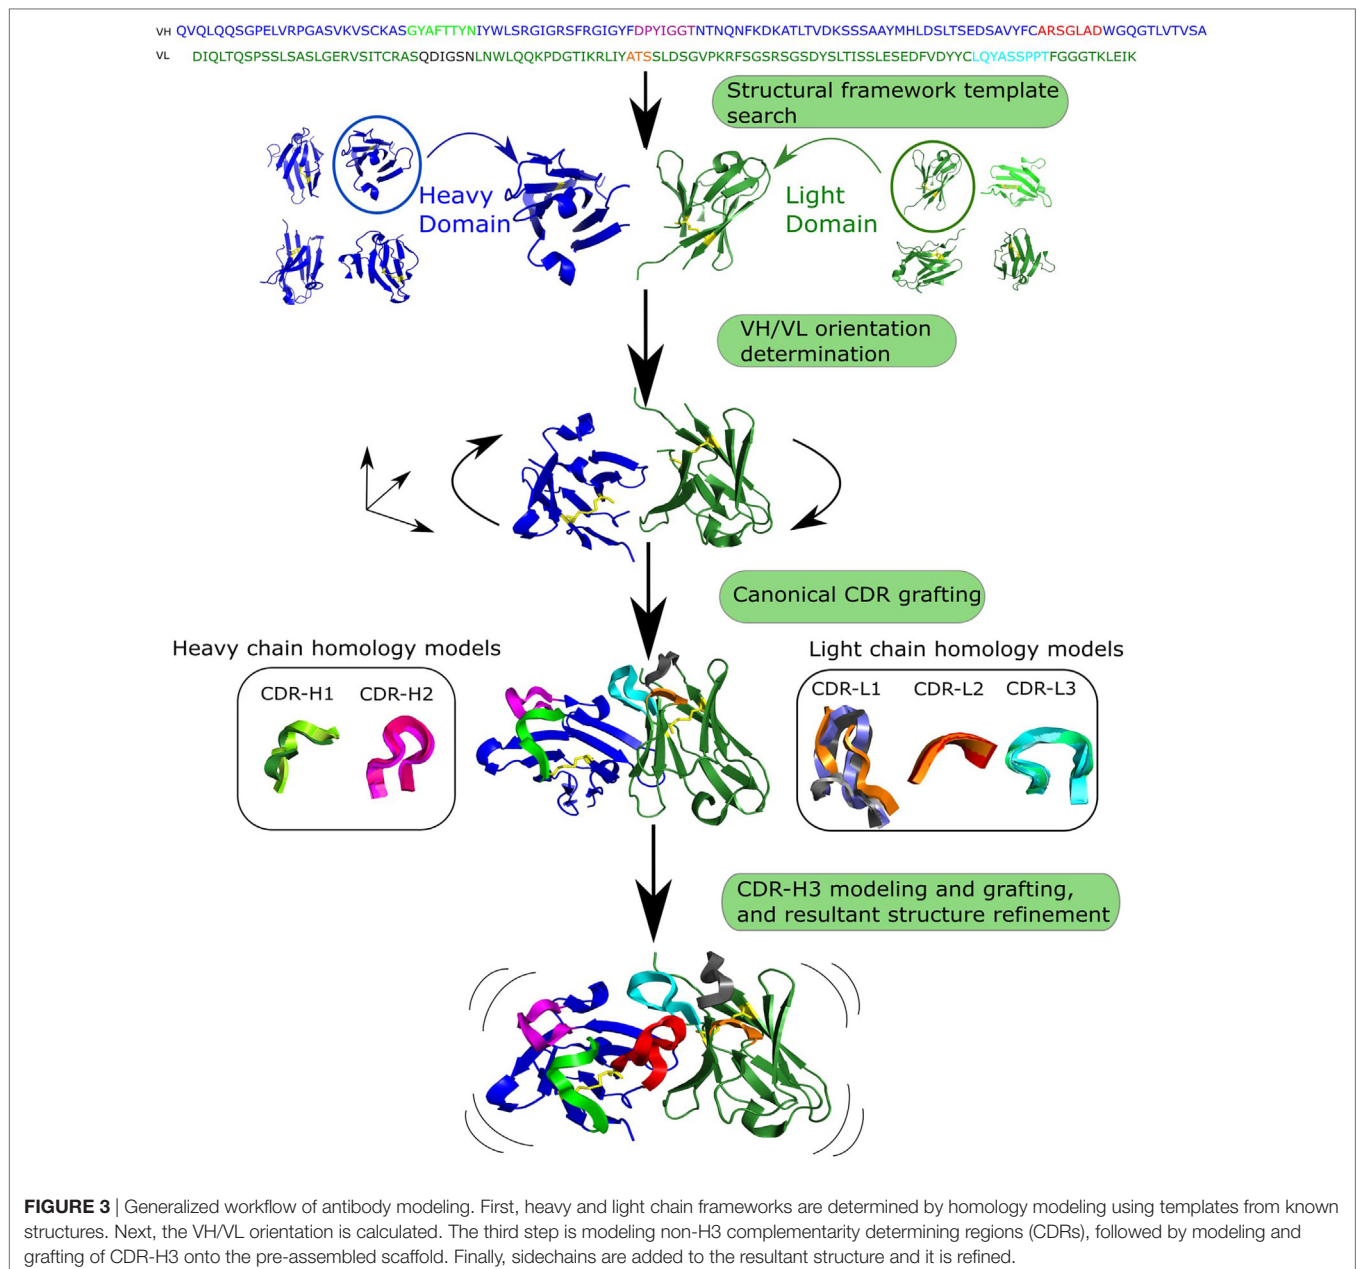 VH QVQLQQSGPELVRPGASVKVSCKASGYAFTTYNIYWLSRGIGRSFRGIGYFDPYIGGTNTNQNFKDKATLTVDKSSSAAYMHLDSLTSEDSAVYFCARSGLADWGQGTLVTVSA
VL DIQLTQSPSSLSASLGERVSITCRASQDIGSNLNWLQQKPDGTIKRLIYATSSLDSGVPKRFSGSRSGSDYSLTISSLESEDFVDYYCLQYASSPPTFGGGTKLEIK
Structural framework template
search
Heavy
Domain
Light
Domain
VH/VL orientation
determination
Canonical CDR grafting
Heavy chain homology models
CDR-H1 CDR-H2
Light chain homology models
CDR-L1 CDR-L2 CDR-L3
CDR-H3 modeling and grafting,
and resultant structure refinement
FIGURE 3 | Generalized workflow of antibody modeling. First, heavy and light chain frameworks are determined by homology modeling using templates from known
structures. Next, the VH/VL orientation is calculated. The third step is modeling non-H3 complementarity determining regions (CDRs), followed by modeling and
grafting of CDR-H3 onto the pre-assembled scaffold. Finally, sidechains are added to the resultant structure and it is refined.